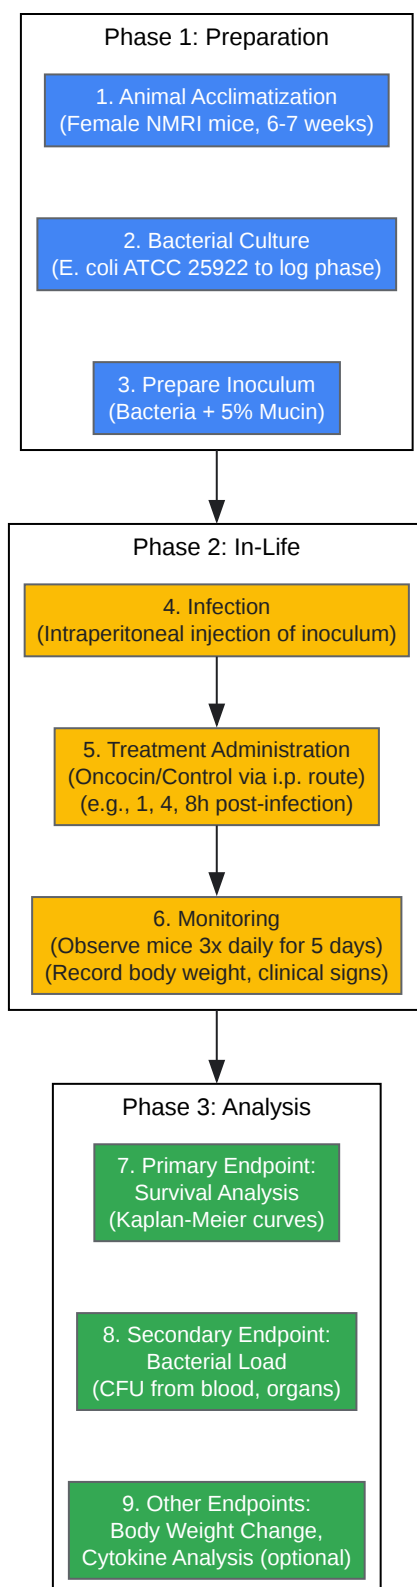 Phase 1: Preparation
1. Animal Acclimatization
(Female NMRI mice, 6-7 weeks)
2. Bacterial Culture
(E. coli ATCC 25922 to log phase)
3. Prepare Inoculum
(Bacteria + 5% Mucin)
Phase 2: In-Life
4. Infection
(Intraperitoneal injection of inoculum)
5. Treatment Administration
(Oncocin/Control via i.p. route)
(e.g., 1, 4, 8h post-infection)
6. Monitoring
(Observe mice 3x daily for 5 days)
(Record body weight, clinical signs)
Phase 3: Analysis
7. Primary Endpoint:
Survival Analysis
(Kaplan-Meier curves)
8. Secondary Endpoint:
Bacterial Load
(CFU from blood, organs)
9. Other Endpoints:
Body Weight Change,
Cytokine Analysis (optional)